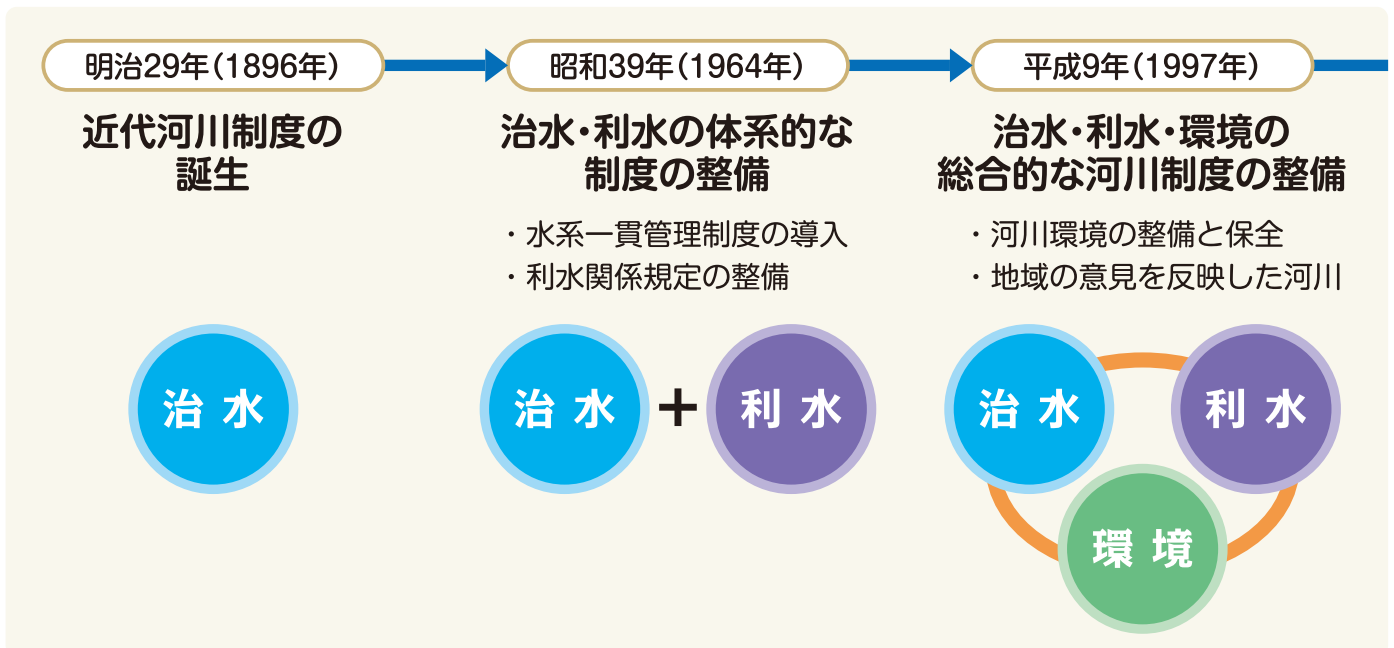 明治29年(1896年)
近代河川制度の
誕生
治水
昭和39年(1964年)
治水・利水の体系的な
制度の整備
・水系一貫管理制度の導入
・利水関係規定の整備
治水
+
利水
平成9年(1997年)
治水・利水・環境の
総合的な河川制度の整備
・河川環境の整備と保全
・地域の意見を反映した河川
治水
利水
環境